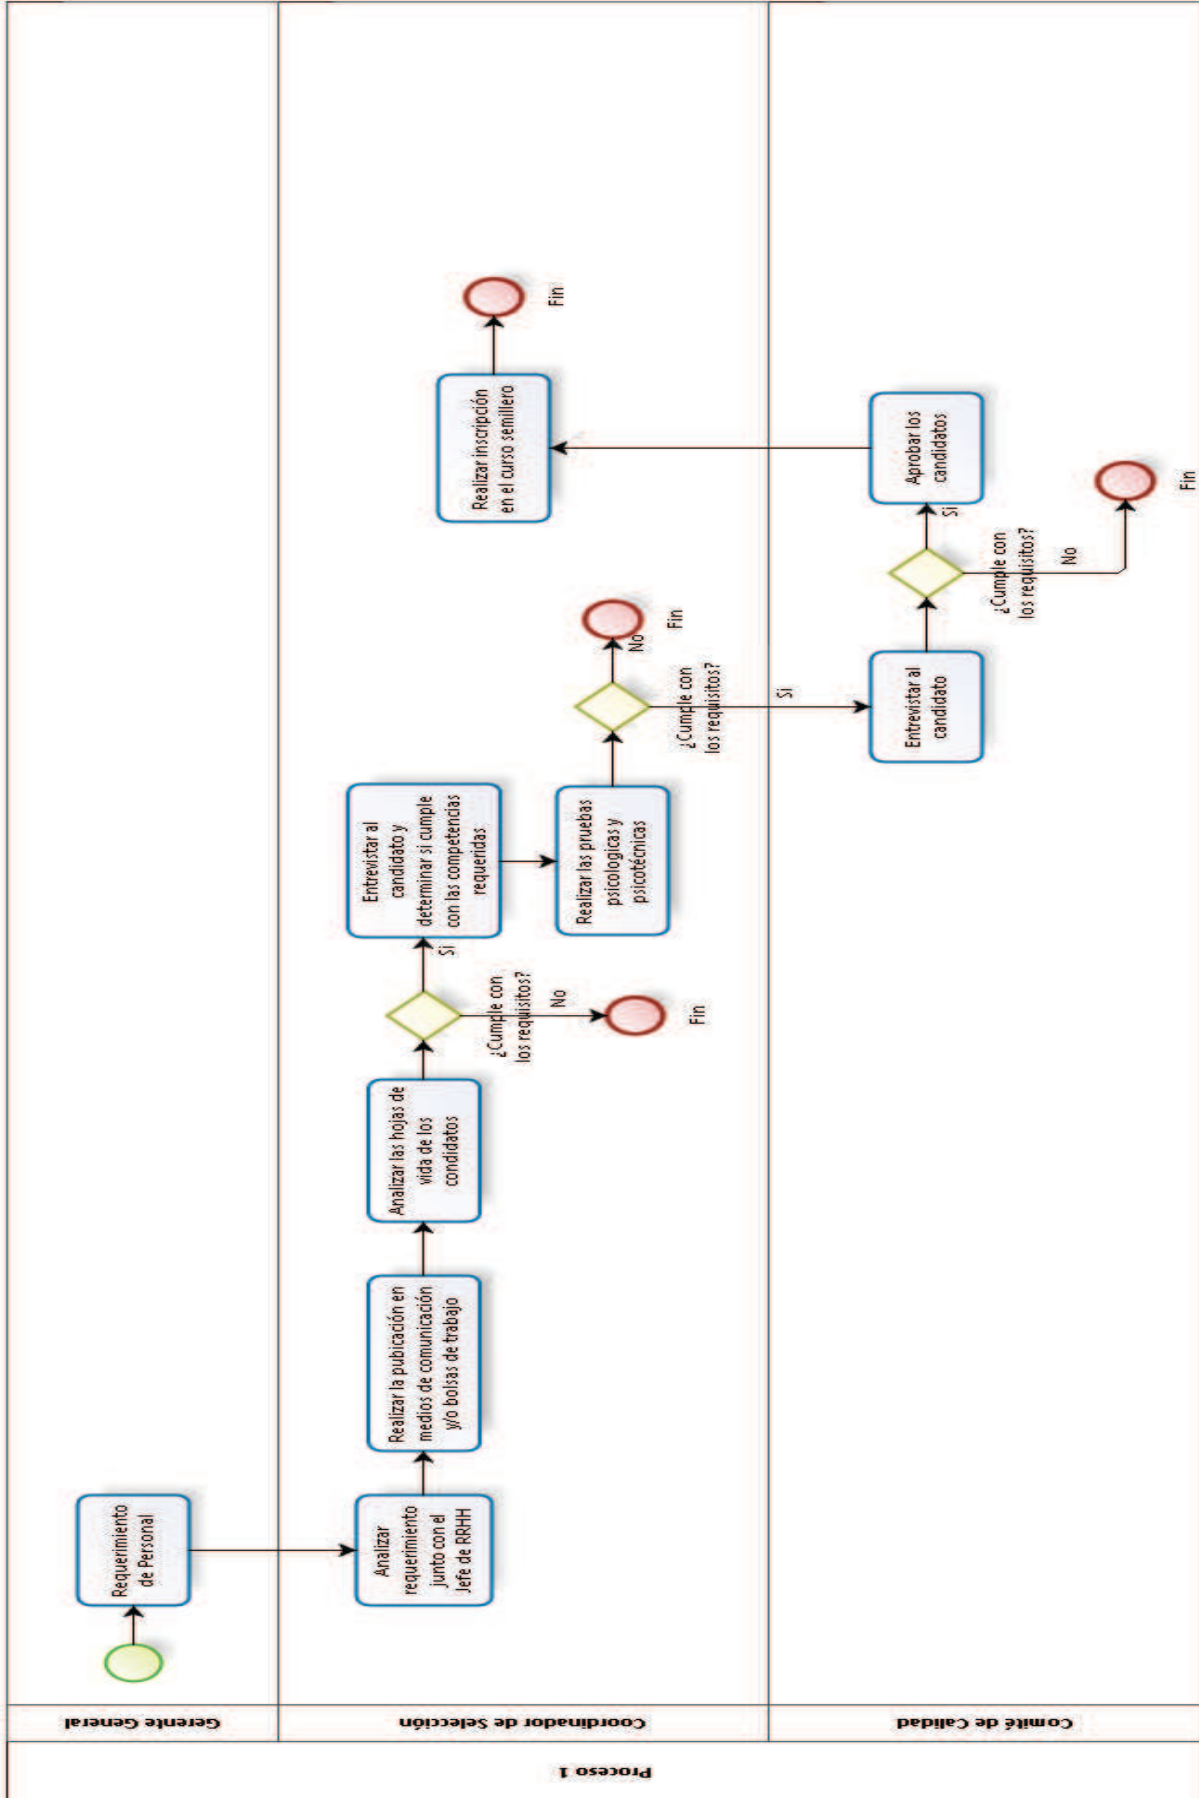 Proceso 1
Gerente General
Requerimiento
de Personal
Coordinador de Selección
Analizar
requerimiento
junto con el
Jefe de RRHH
Realizar la pubicación en
medios de comunicación
y/o bolsas de trabajo
Analizar las hojas de
vida de los
condidatos
¿Cumple con
los requisitos?
Si
No
Fin
Entrevistar al
candidato y
determinar si cumple
con las competencias
requeridas
Realizar las pruebas
psicologicas y
psicotécnicas
¿Cumple con
los requisitos?
No
Fin
Si
Realizar inscripción
en el curso semillero
Fin
Comité de Calidad
Entrevistar al
candidato
¿Cumple con
los requisitos?
Si
No
Fin
Aprobar los
candidatos